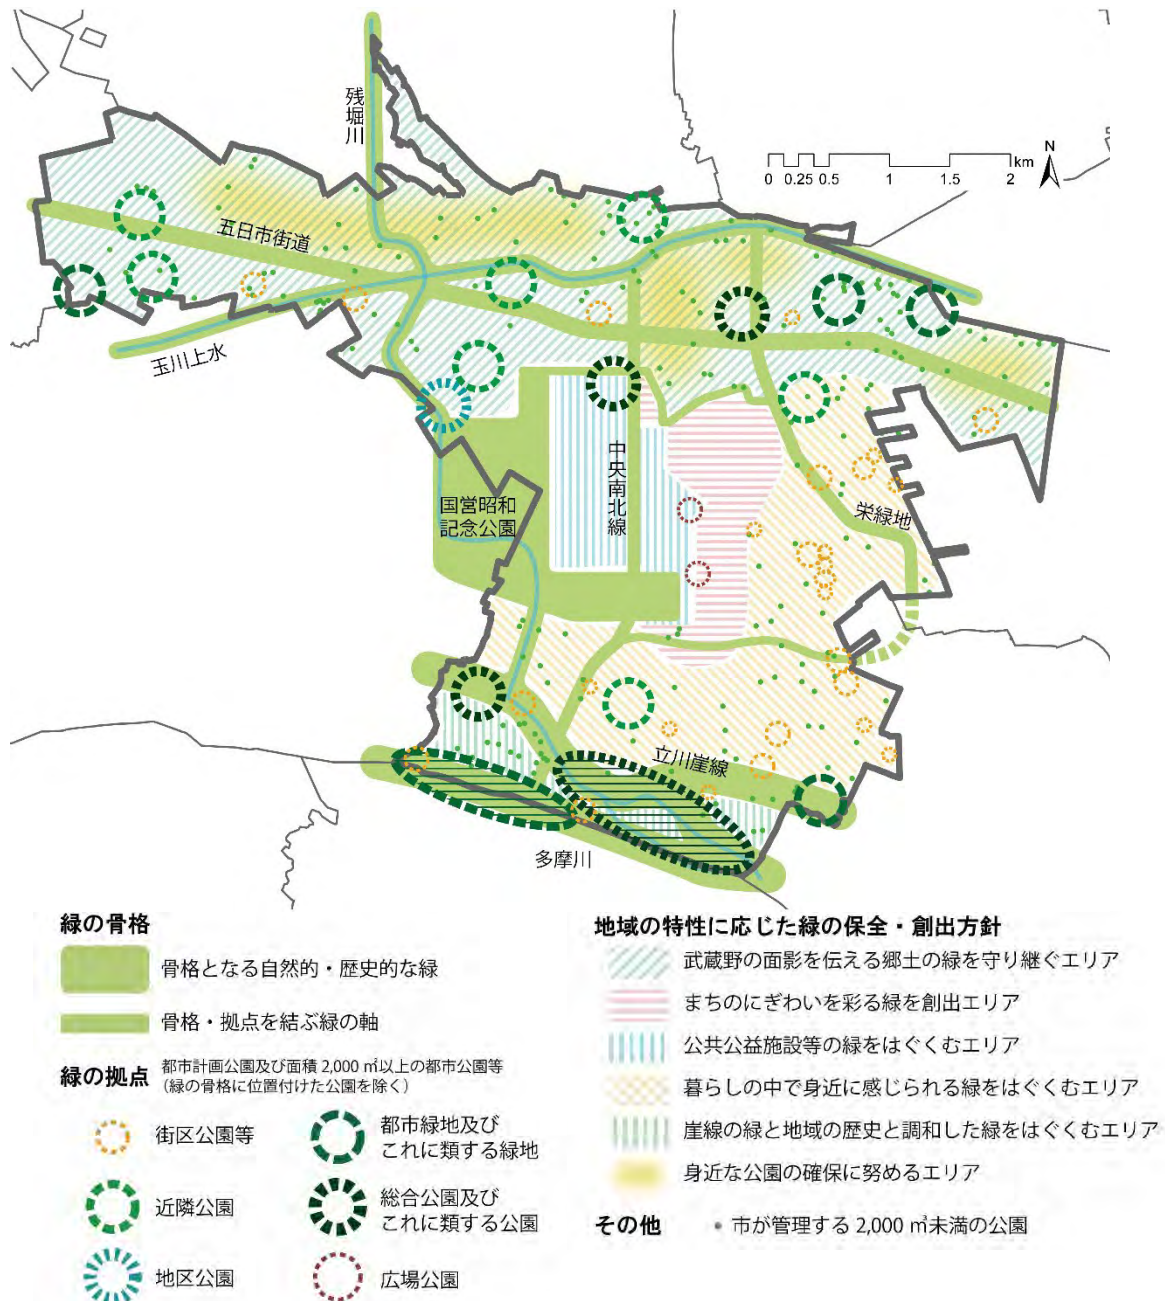 残堀川
N
km
0 0.25 0.5 1 1.5 2
五日市街道
玉川上水
中央南北線
国営昭和
記念公園
栄緑地
立川崖線
多摩川
緑の骨格
骨格となる自然的・歴史的な緑
骨格・拠点を結ぶ緑の軸
緑の拠点
都市計画公園及び面積 2,000 ㎡以上の都市公園等
(緑の骨格に位置付けた公園を除く)
街区公園等
都市緑地及び
これに類する緑地
近隣公園
総合公園及び
これに類する公園
地区公園
広場公園
地域の特性に応じた緑の保全・創出方針
武蔵野の面影を伝える郷土の緑を守り継ぐエリア
まちのにぎわいを彩る緑を創出エリア
公共公益施設等の緑をはぐくむエリア
暮らしの中で身近に感じられる緑をはぐくむエリア
崖線の緑と地域の歴史と調和した緑をはぐくむエリア
身近な公園の確保に努めるエリア
その他
市が管理する 2,000 ㎡未満の公園